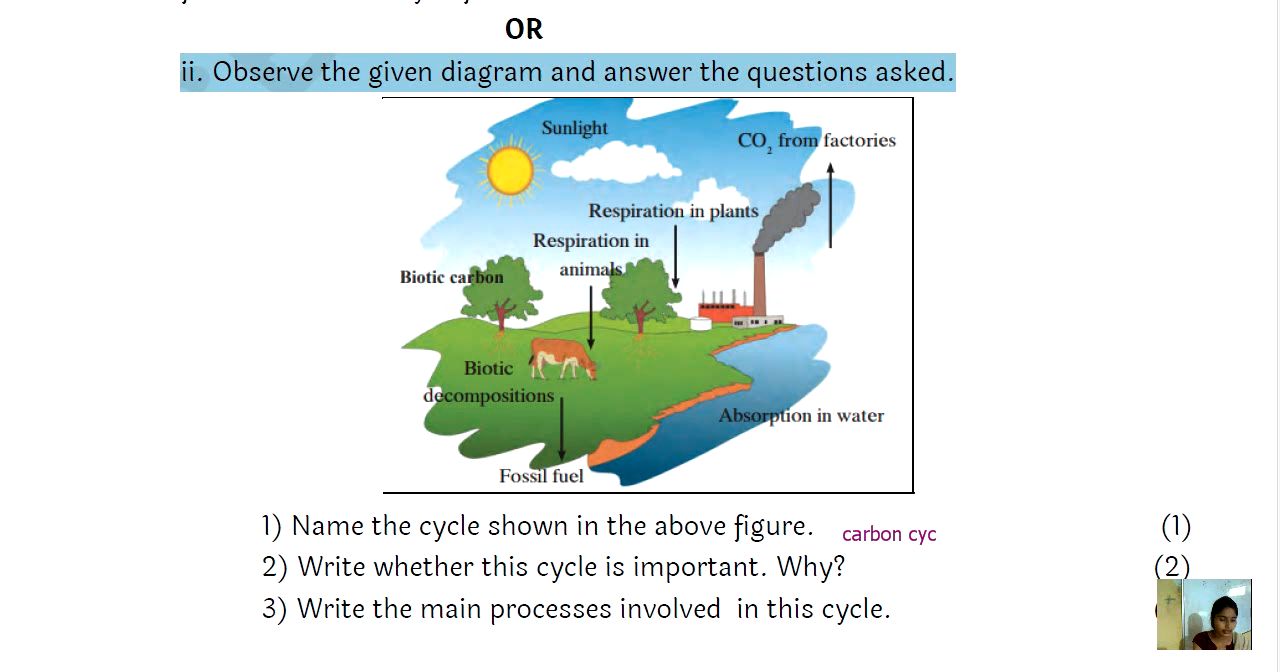 OR
ii. Observe the given diagram and answer the questions asked.
Sunlight
CO₂ from factories
Respiration in plants
Respiration in
animals
Biotic carbon
Biotic
decompositions
Absorption in water
Fossil fuel
1) Name the cycle shown in the above figure. carbon cyc (1)
2) Write whether this cycle is important. Why? (2)
3) Write the main processes involved in this cycle.